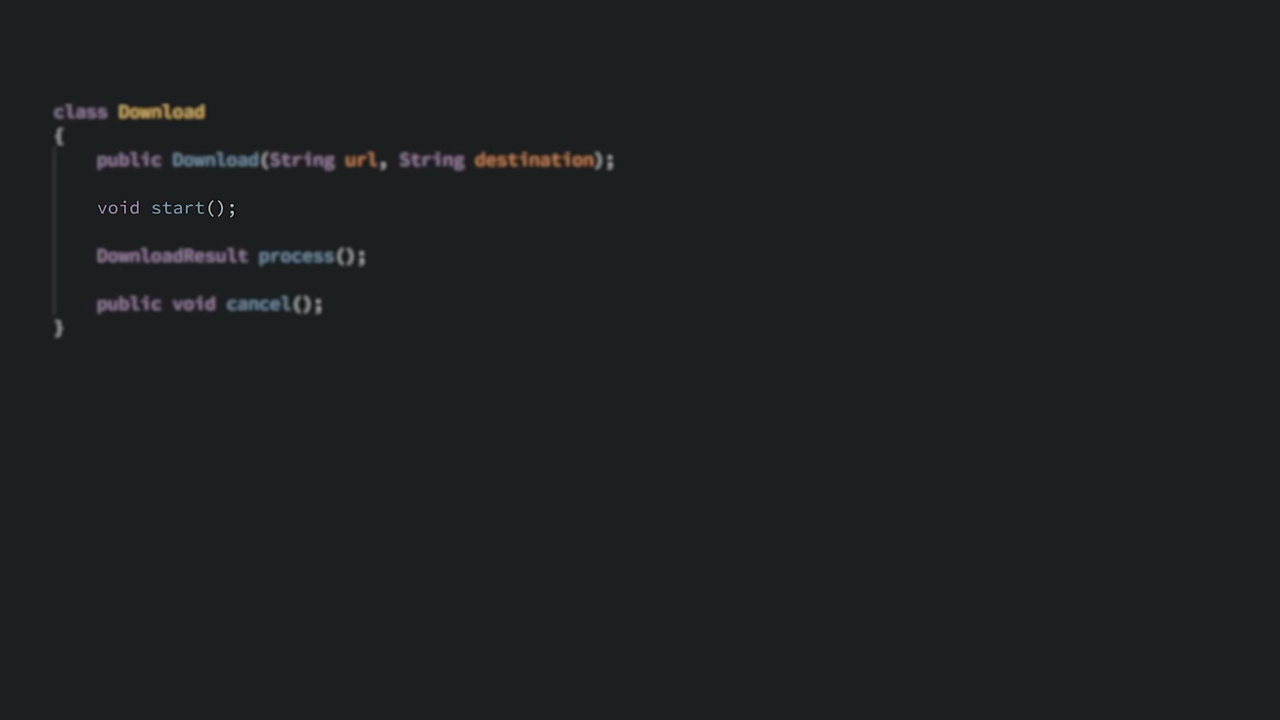 class Download
{
public Download(String url, String destination);
void start();
DownloadResult process();
public void cancel();
}